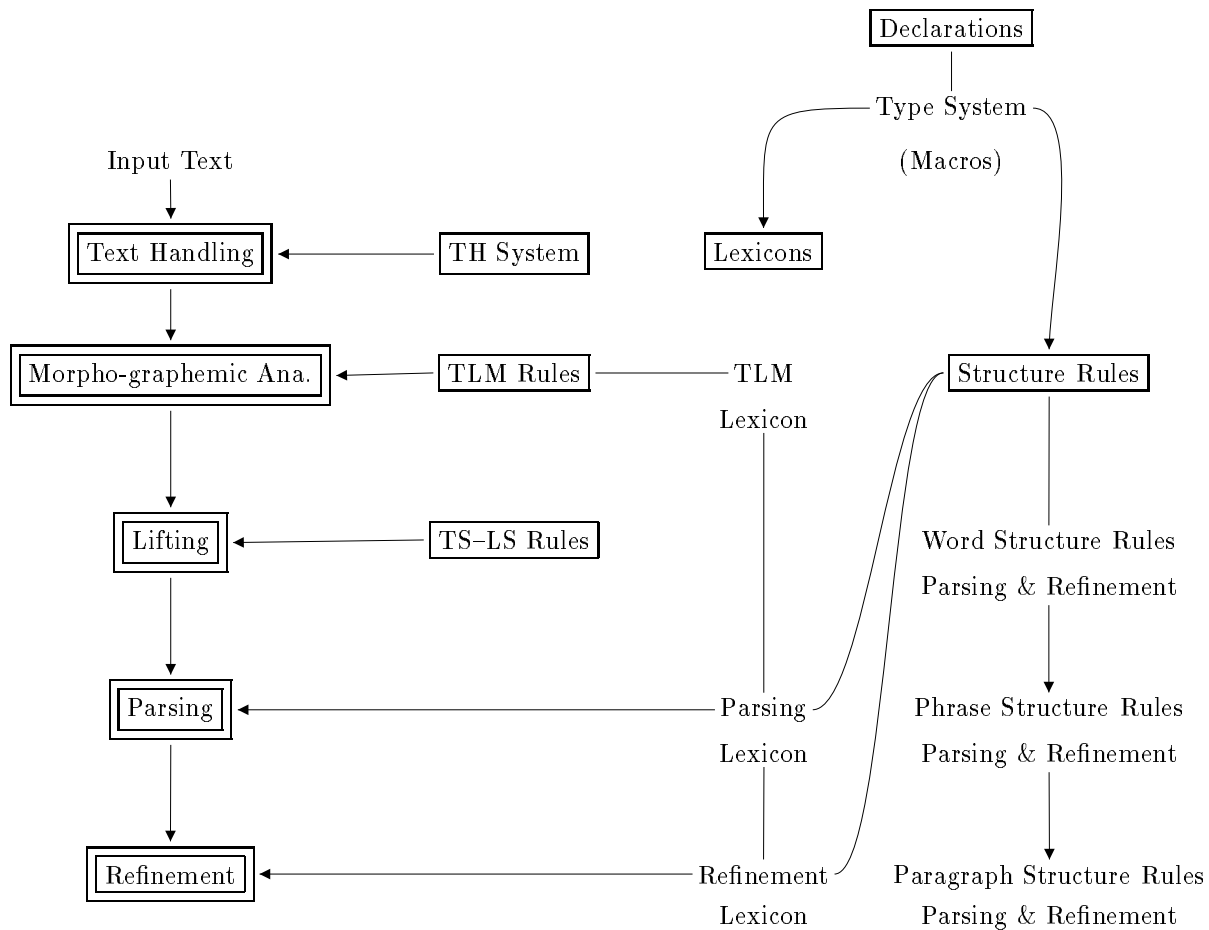 Declarations
Type System
(Macros)
Input Text
Text Handling
TH System
Lexicons
Morpho-graphemic Ana.
TLM Rules
TLM
Lexicon
Structure Rules
Lifting
TS–LS Rules
Word Structure Rules
Parsing & Refinement
Parsing
Parsing
Lexicon
Phrase Structure Rules
Parsing & Refinement
Refinement
Refinement
Lexicon
Paragraph Structure Rules
Parsing & Refinement